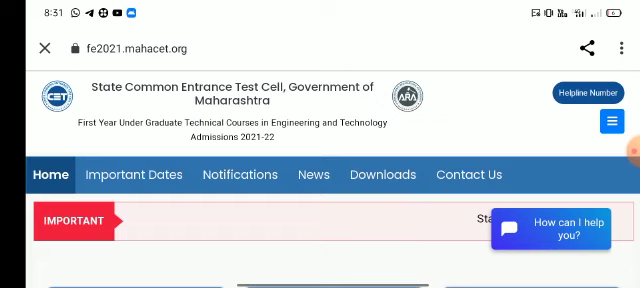 8:31
fe2021.mahacet.org
State Common Entrance Test Cell, Government of
Maharashtra
CET
ARA
Helpline Number
First Year Under Graduate Technical Courses in Engineering and Technology
Admissions 2021-22
Home Important Dates Notifications News Downloads Contact Us
IMPORTANT
How can I help
you?